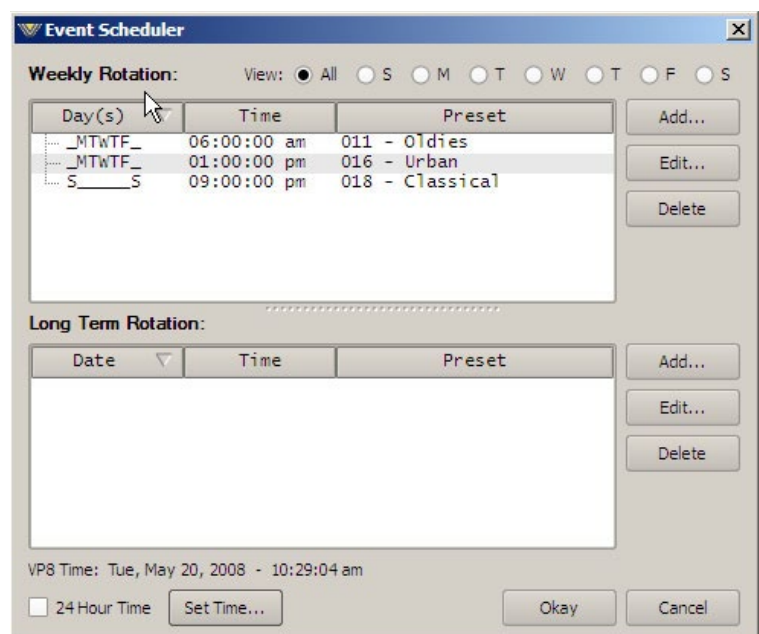 Event Scheduler
Weekly Rotation: View: All S M T W T F S
Day(s) Time Preset
_MTWTF_ 06:00:00 am 011 - Oldies
_MTWTF_ 01:00:00 pm 016 - Urban
S_____S 09:00:00 pm 018 - Classical
Add...
Edit...
Delete
Long Term Rotation:
Date Time Preset
Add...
Edit...
Delete
VP8 Time: Tue, May 20, 2008 - 10:29:04 am
24 Hour Time Set Time... Okay Cancel